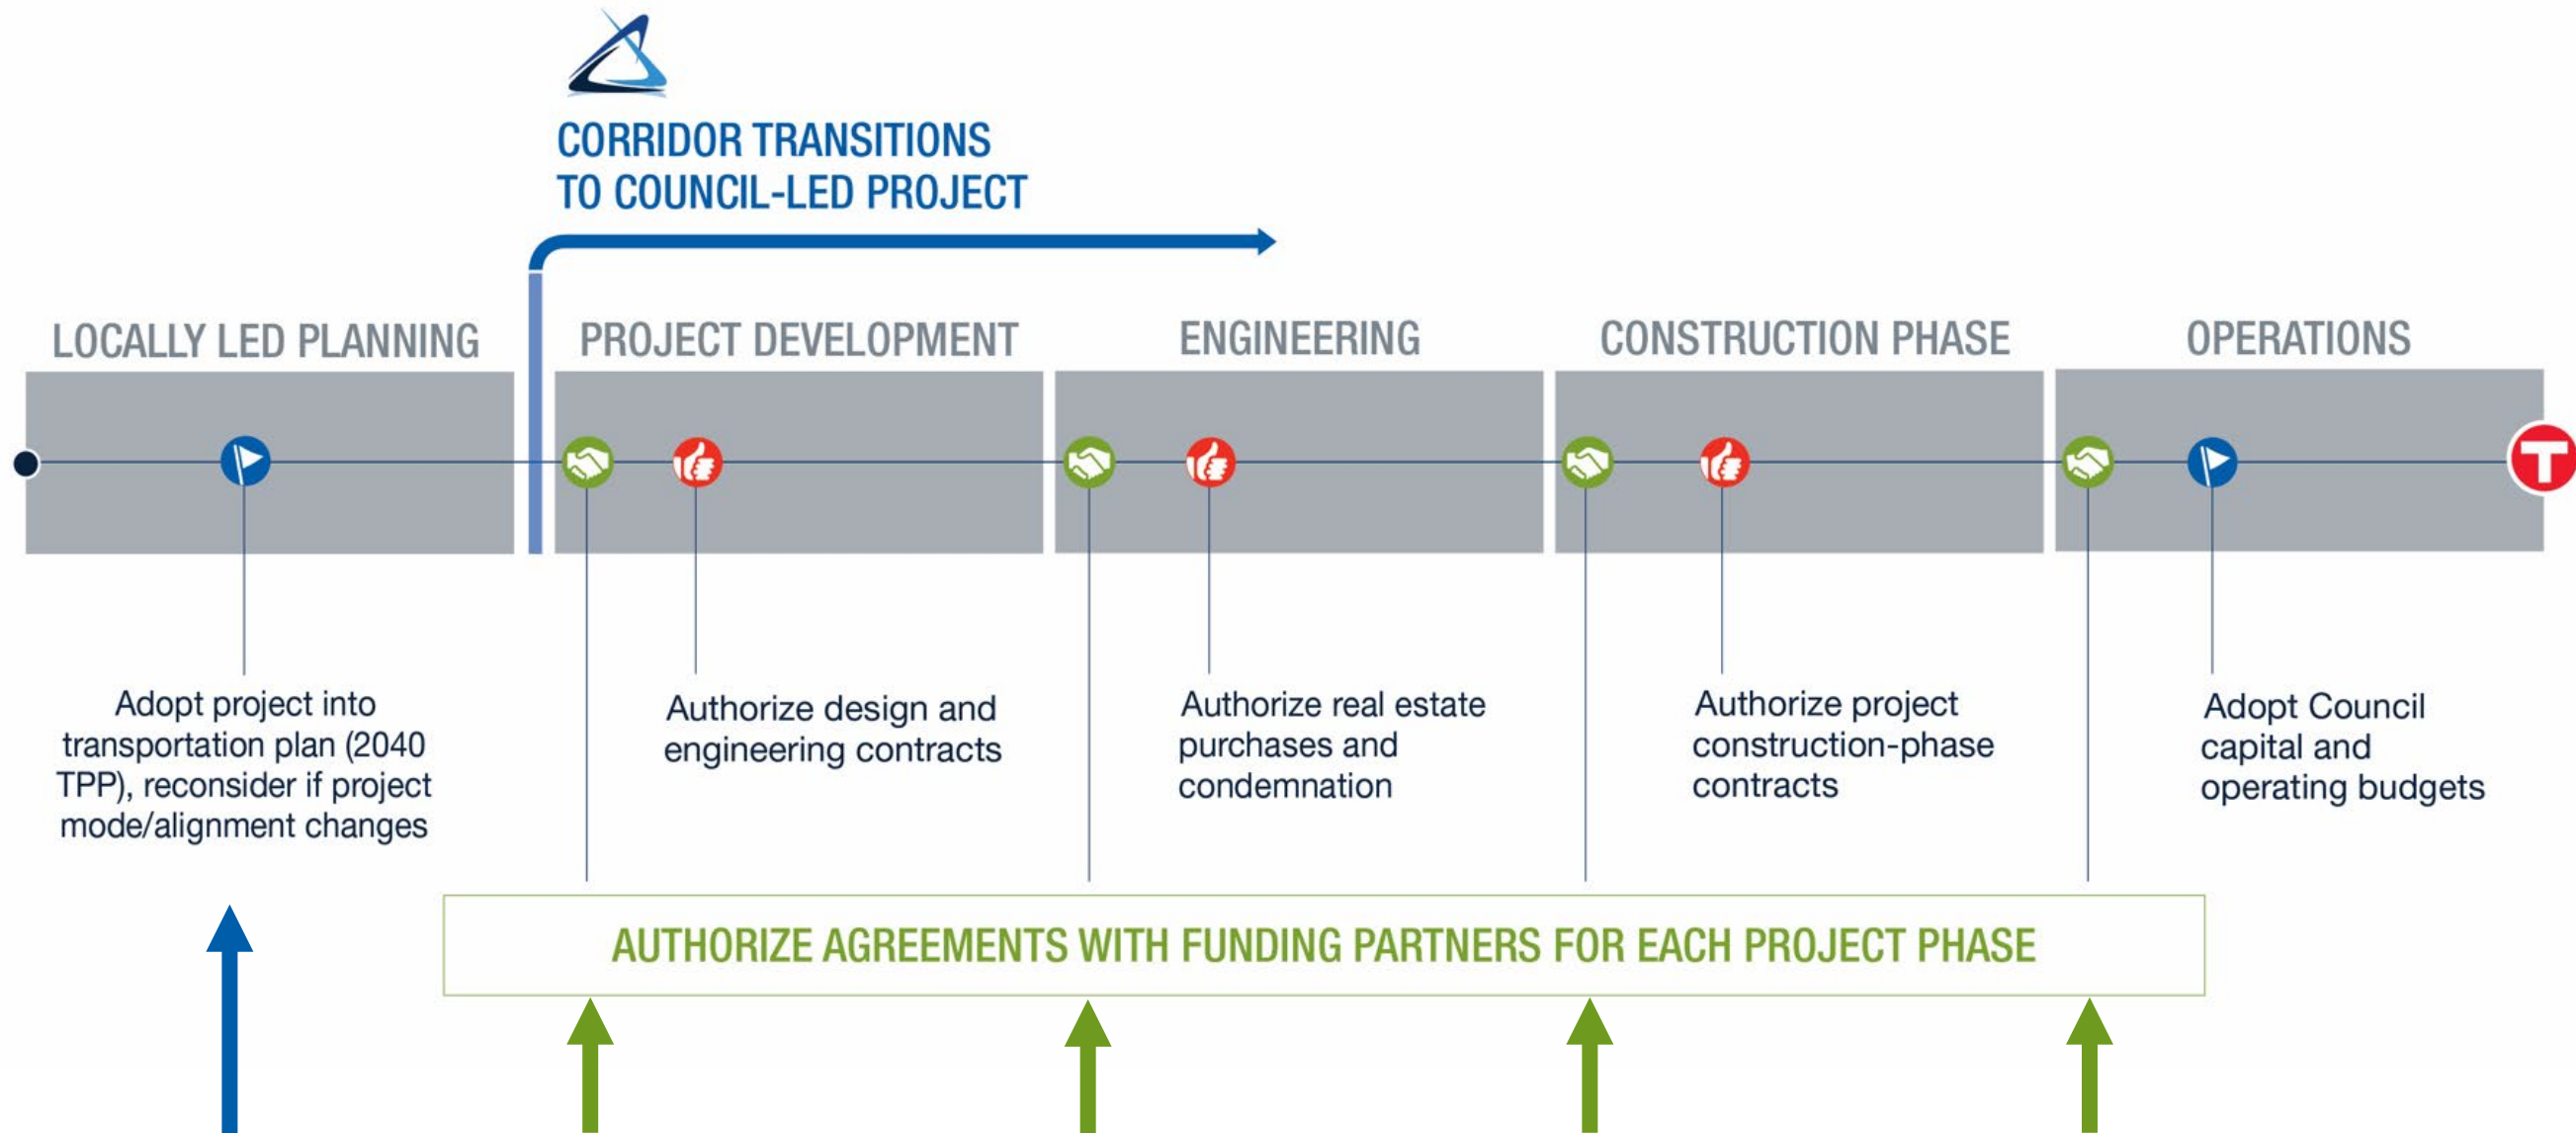 CORRIDOR TRANSITIONS
TO COUNCIL-LED PROJECT
LOCALLY LED PLANNING
PROJECT DEVELOPMENT
ENGINEERING
CONSTRUCTION PHASE
OPERATIONS
T
Adopt project into
transportation plan (2040
TPP), reconsider if project
mode/alignment changes
Authorize design and
engineering contracts
Authorize real estate
purchases and
condemnation
Authorize project
construction-phase
contracts
Adopt Council
capital and
operating budgets
AUTHORIZE AGREEMENTS WITH FUNDING PARTNERS FOR EACH PROJECT PHASE